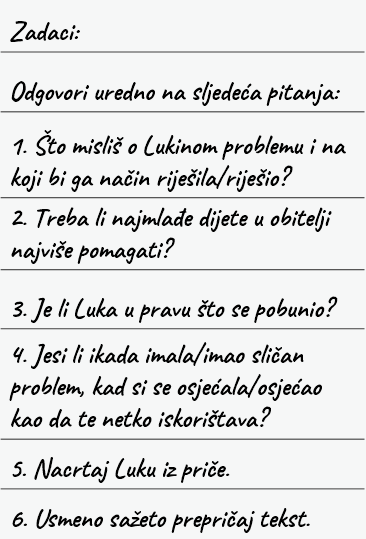 Zadaci:
Odgovori uredno na sljedeća pitanja:
1. Što misliš o Lukinom problemu i na
koji bi ga način riješila/riješio?
2. Treba li najmlađe dijete u obitelji
najviše pomagati?
3. Je li Luka u pravu što se pobunio?
4. Jesi li ikada imala/imao sličan
problem, kad si se osjećala/osjećao
kao da te netko iskorištava?
5. Nacrtaj Luku iz priče.
6. Usmeno sažeto prepričaj tekst.